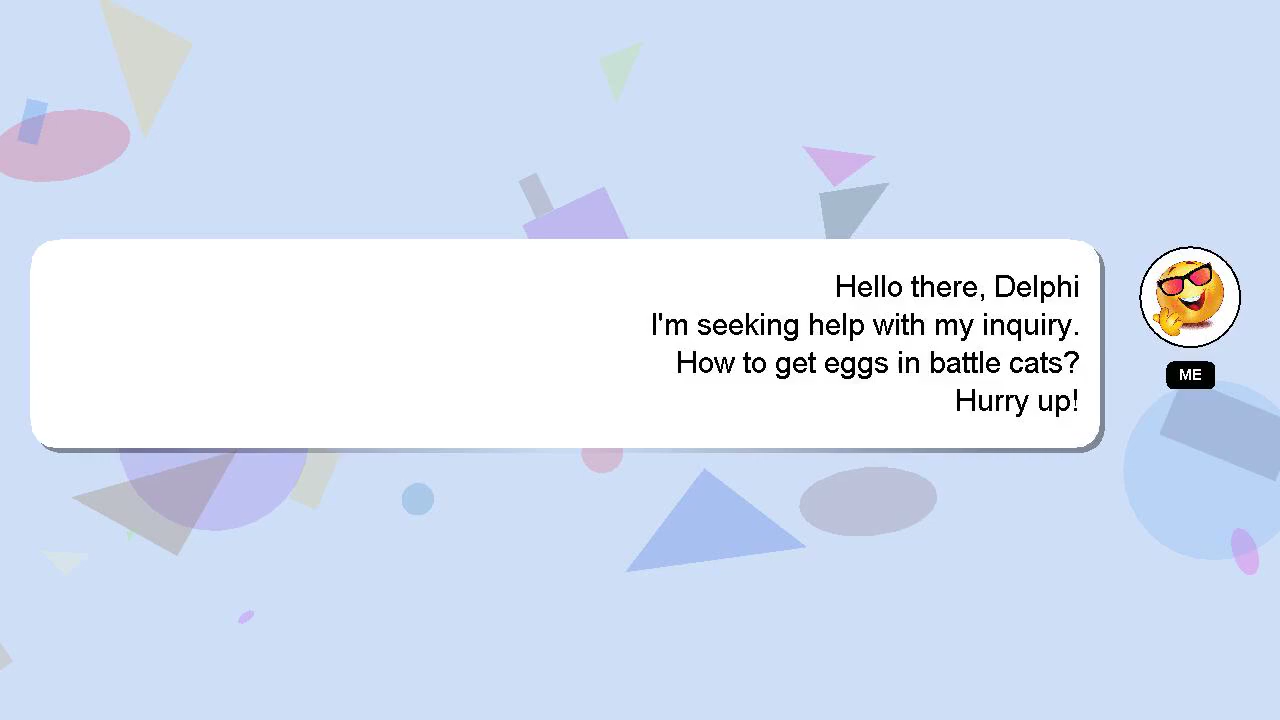 Hello there, Delphi
I'm seeking help with my inquiry.
How to get eggs in battle cats?
Hurry up!
ME